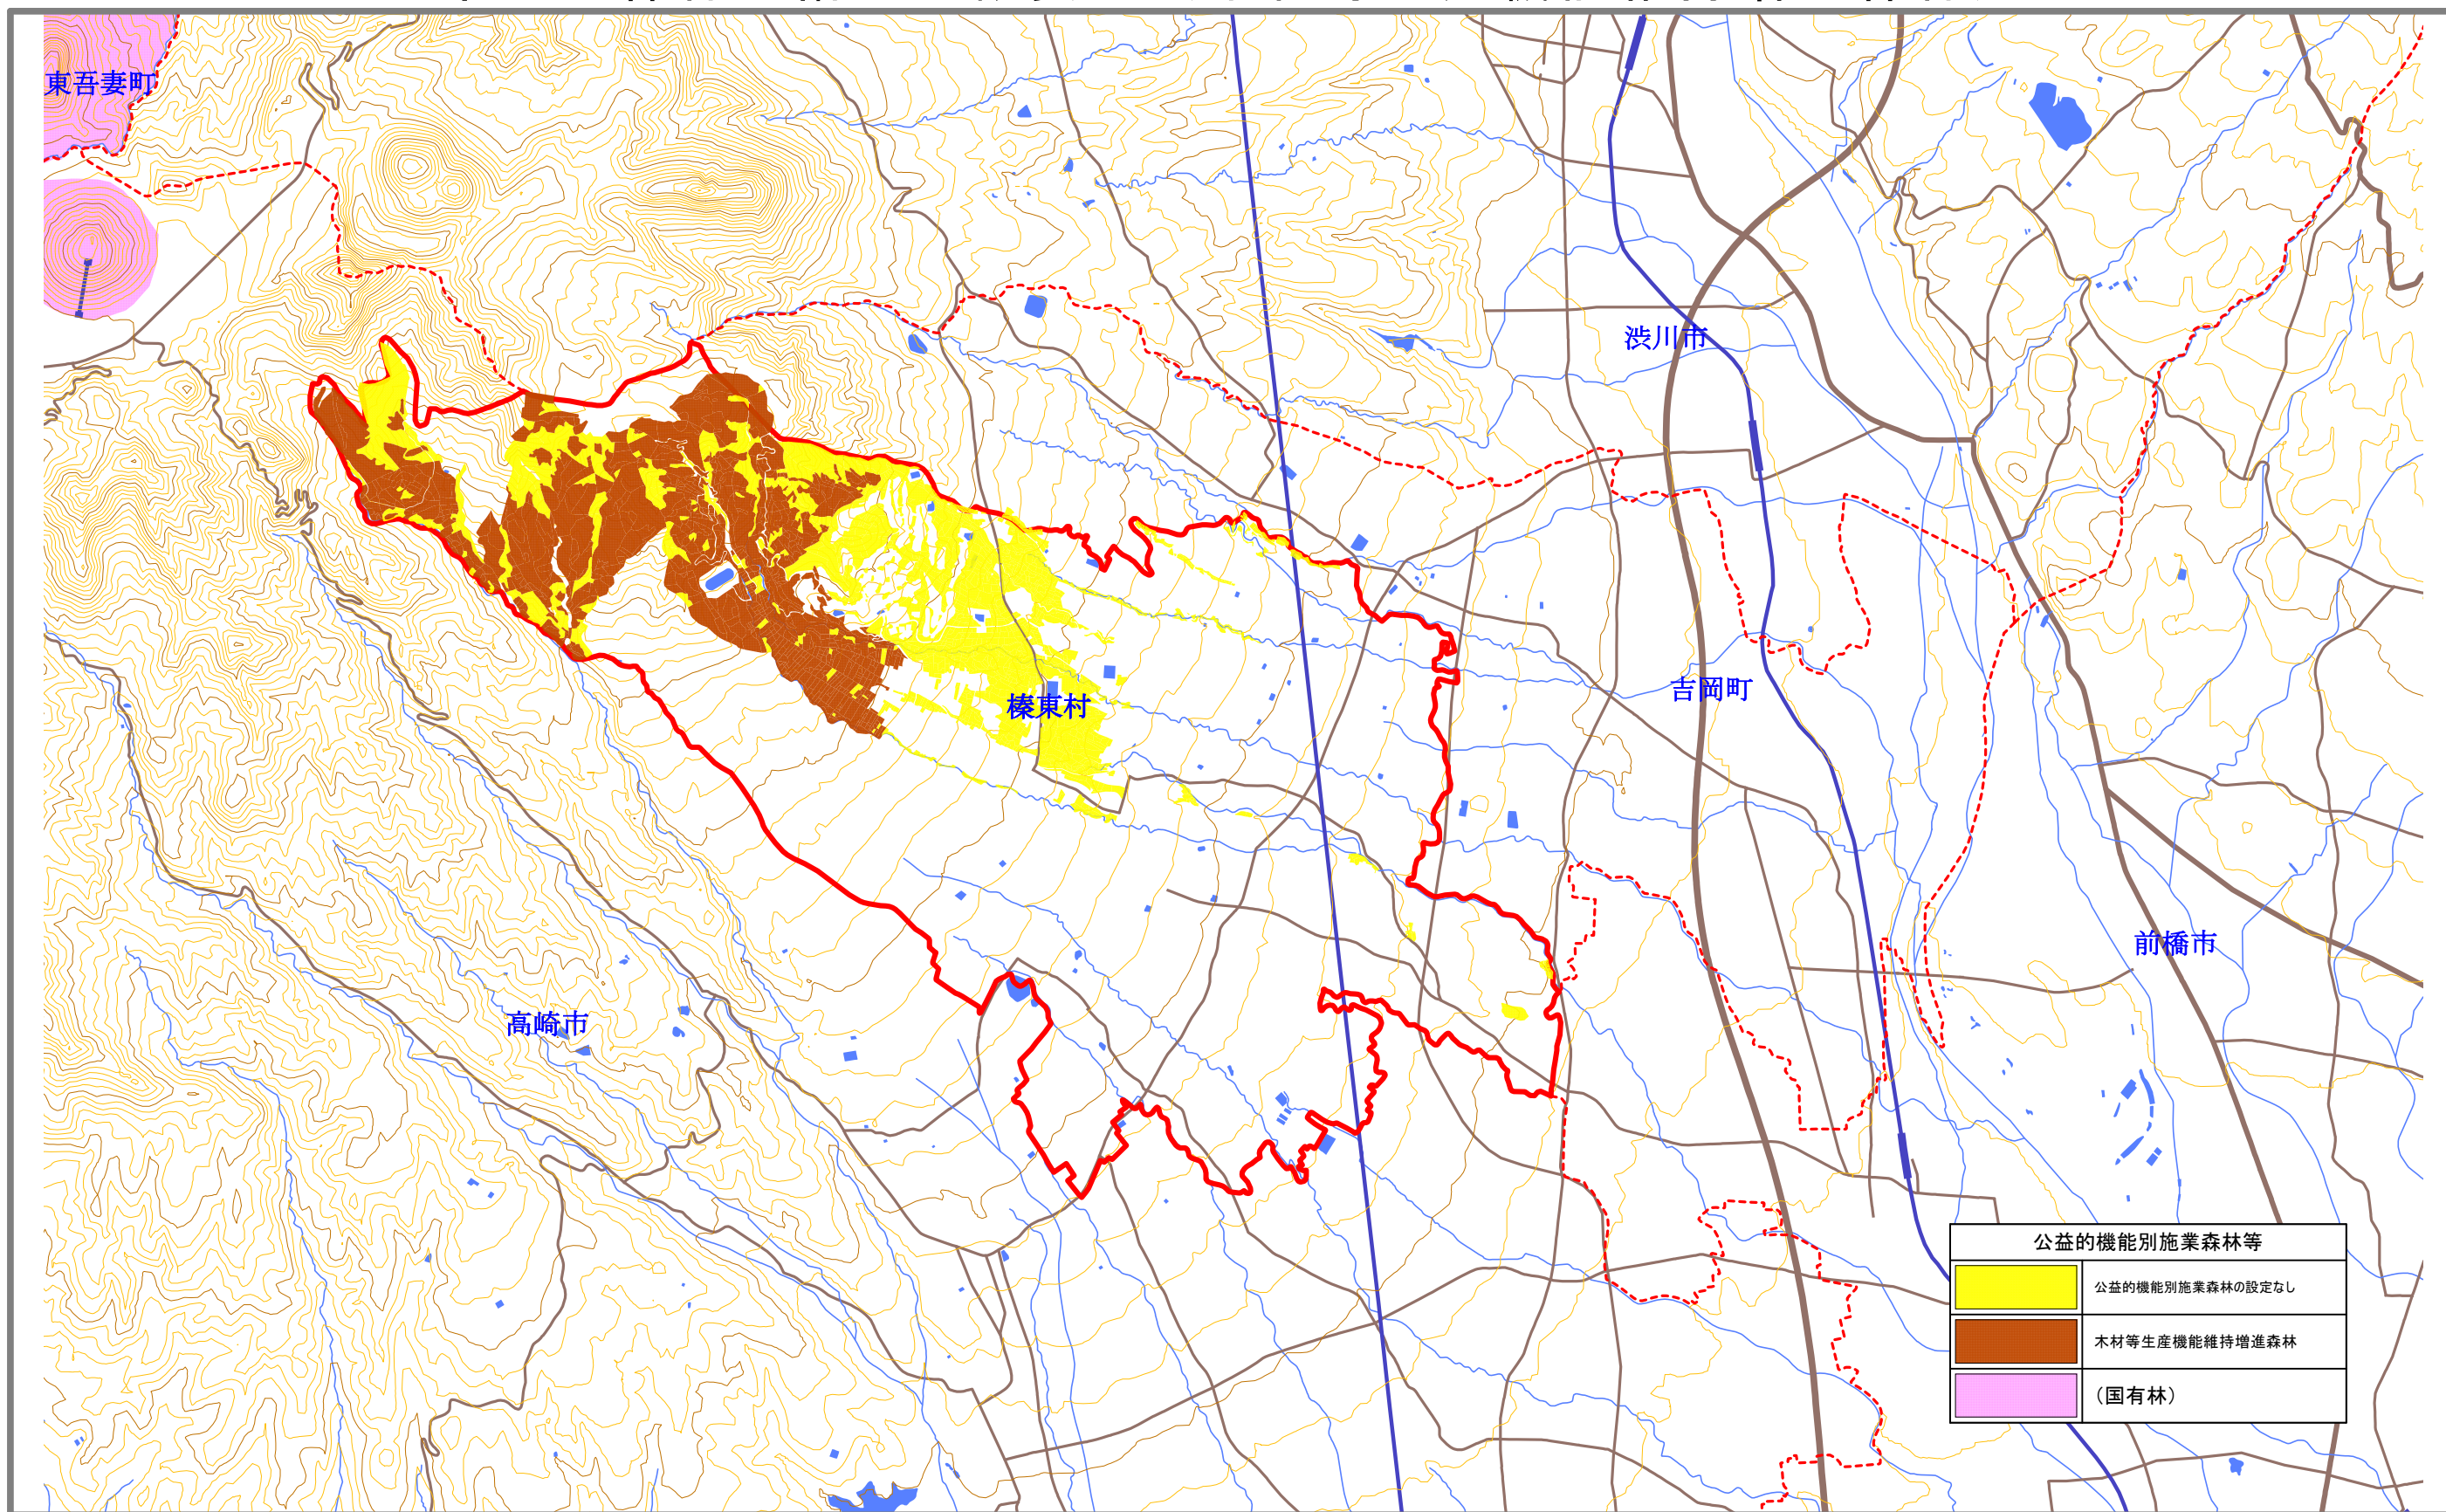 東吾妻町
渋川市
吉岡町
榛東村
前橋市
高崎市
公益的機能別施業森林等
公益的機能別施業森林の設定なし
木材等生産機能維持増進森林
(国有林)